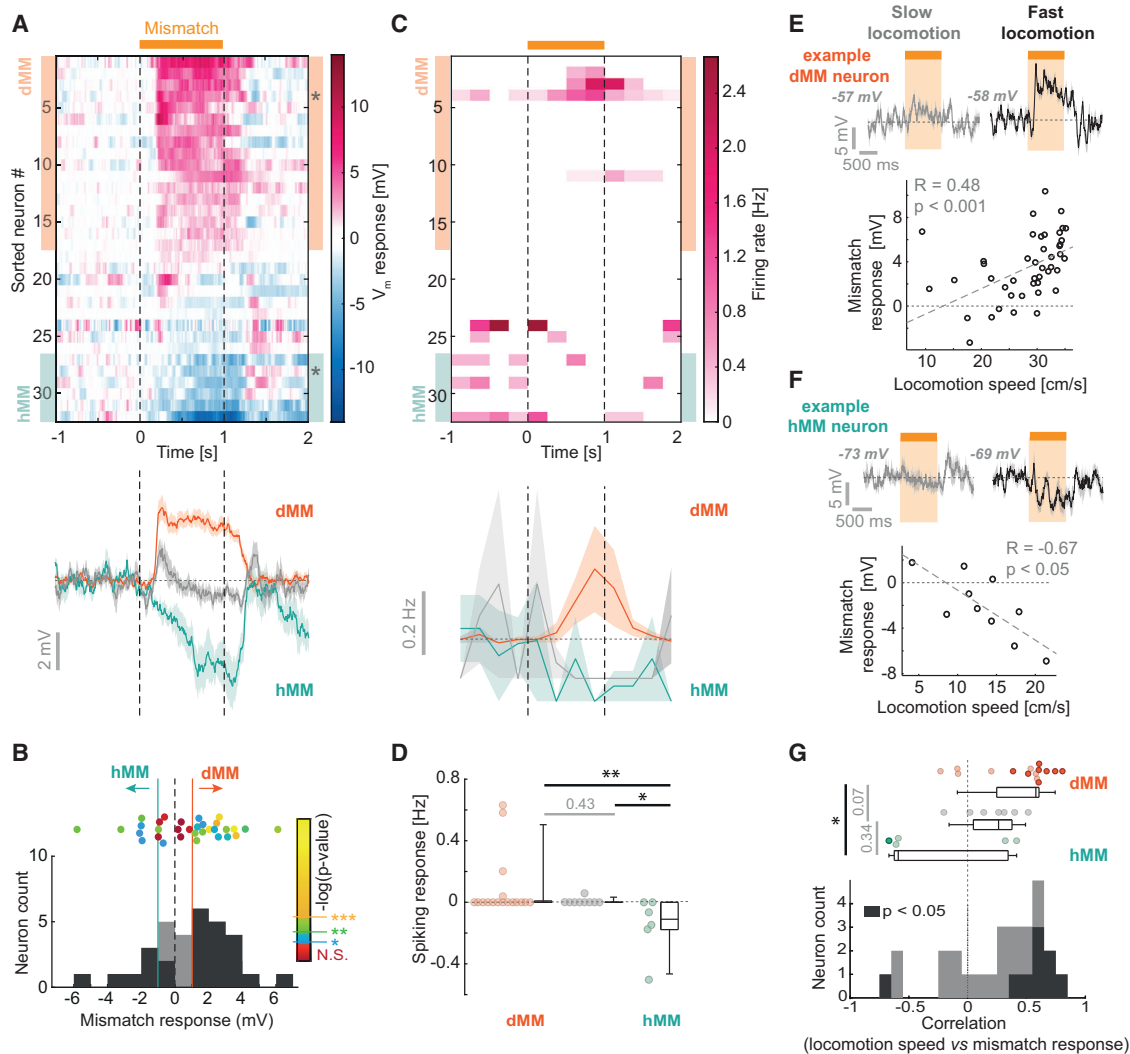 A
Mismatch
dMM
hMM
Sorted neuron #
5
10
15
20
25
30
*
*
-1
0
1
2
Time [s]
10
5
0
-5
-10
Vm response [mV]
dMM
hMM
2 mV
C
dMM
hMM
5
10
15
20
25
30
-1
0
1
2
Time [s]
2.4
2
1.6
1.2
0.8
0.4
0
Firing rate [Hz]
dMM
hMM
0.2 Hz
E
Slow locomotion
Fast locomotion
example dMM neuron
-57 mV
-58 mV
5 mV
500 ms
R = 0.48
p < 0.001
Mismatch response [mV]
8
4
0
10
20
30
Locomotion speed [cm/s]
F
example hMM neuron
-73 mV
-69 mV
5 mV
500 ms
R = -0.67
p < 0.05
Mismatch response [mV]
4
0
-4
-8
5
10
15
20
Locomotion speed [cm/s]
B
hMM
dMM
-log(p-value)
***
**
*
N.S.
Neuron count
10
5
0
-6
-4
-2
0
2
4
6
Mismatch response (mV)
D
Spiking response [Hz]
0.4
0
-0.4
**
*
0.43
dMM
hMM
G
dMM
hMM
*
0.07
0.34
p < 0.05
Neuron count
5
4
3
2
1
0
-1
-0.5
0
0.5
1
Correlation
(locomotion speed vs mismatch response)